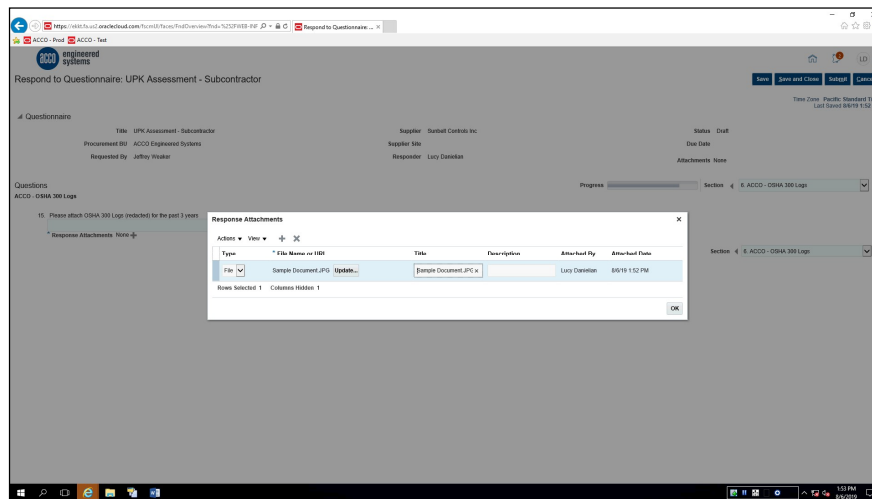 https://ekkt.fa.us2.oraclecloud.com/fscmUI/faces/FndOverview?fnd=%252FWEB-INF
Respond to Questionnaire: ...
ACCO - Prod ACCO - Test
acco engineered systems
2 LD
Respond to Questionnaire: UPK Assessment - Subcontractor
Save Save and Close Submit Cance
Time Zone Pacific Standard Ti
Last Saved 8/6/19 1:52
Questionnaire
Title UPK Assessment - Subcontractor Supplier Sunbelt Controls Inc Status Draft
Procurement BU ACCO Engineered Systems Supplier Site Due Date
Requested By Jeffrey Weaker Responder Lucy Danielian Attachments None
Questions Progress Section 6. ACCO - OSHA 300 Logs
ACCO - OSHA 300 Logs
15. Please attach OSHA 300 Logs (redacted) for the past 3 years
* Response Attachments None
Section 6. ACCO - OSHA 300 Logs
Response Attachments
Actions View
Type * File Name or URL Title Description Attached By Attached Date
File Sample Document.JPG Update... Sample Document.JPG Lucy Danielian 8/6/19 1:52 PM
Rows Selected 1 Columns Hidden 1
OK
1:53 PM
8/6/2019